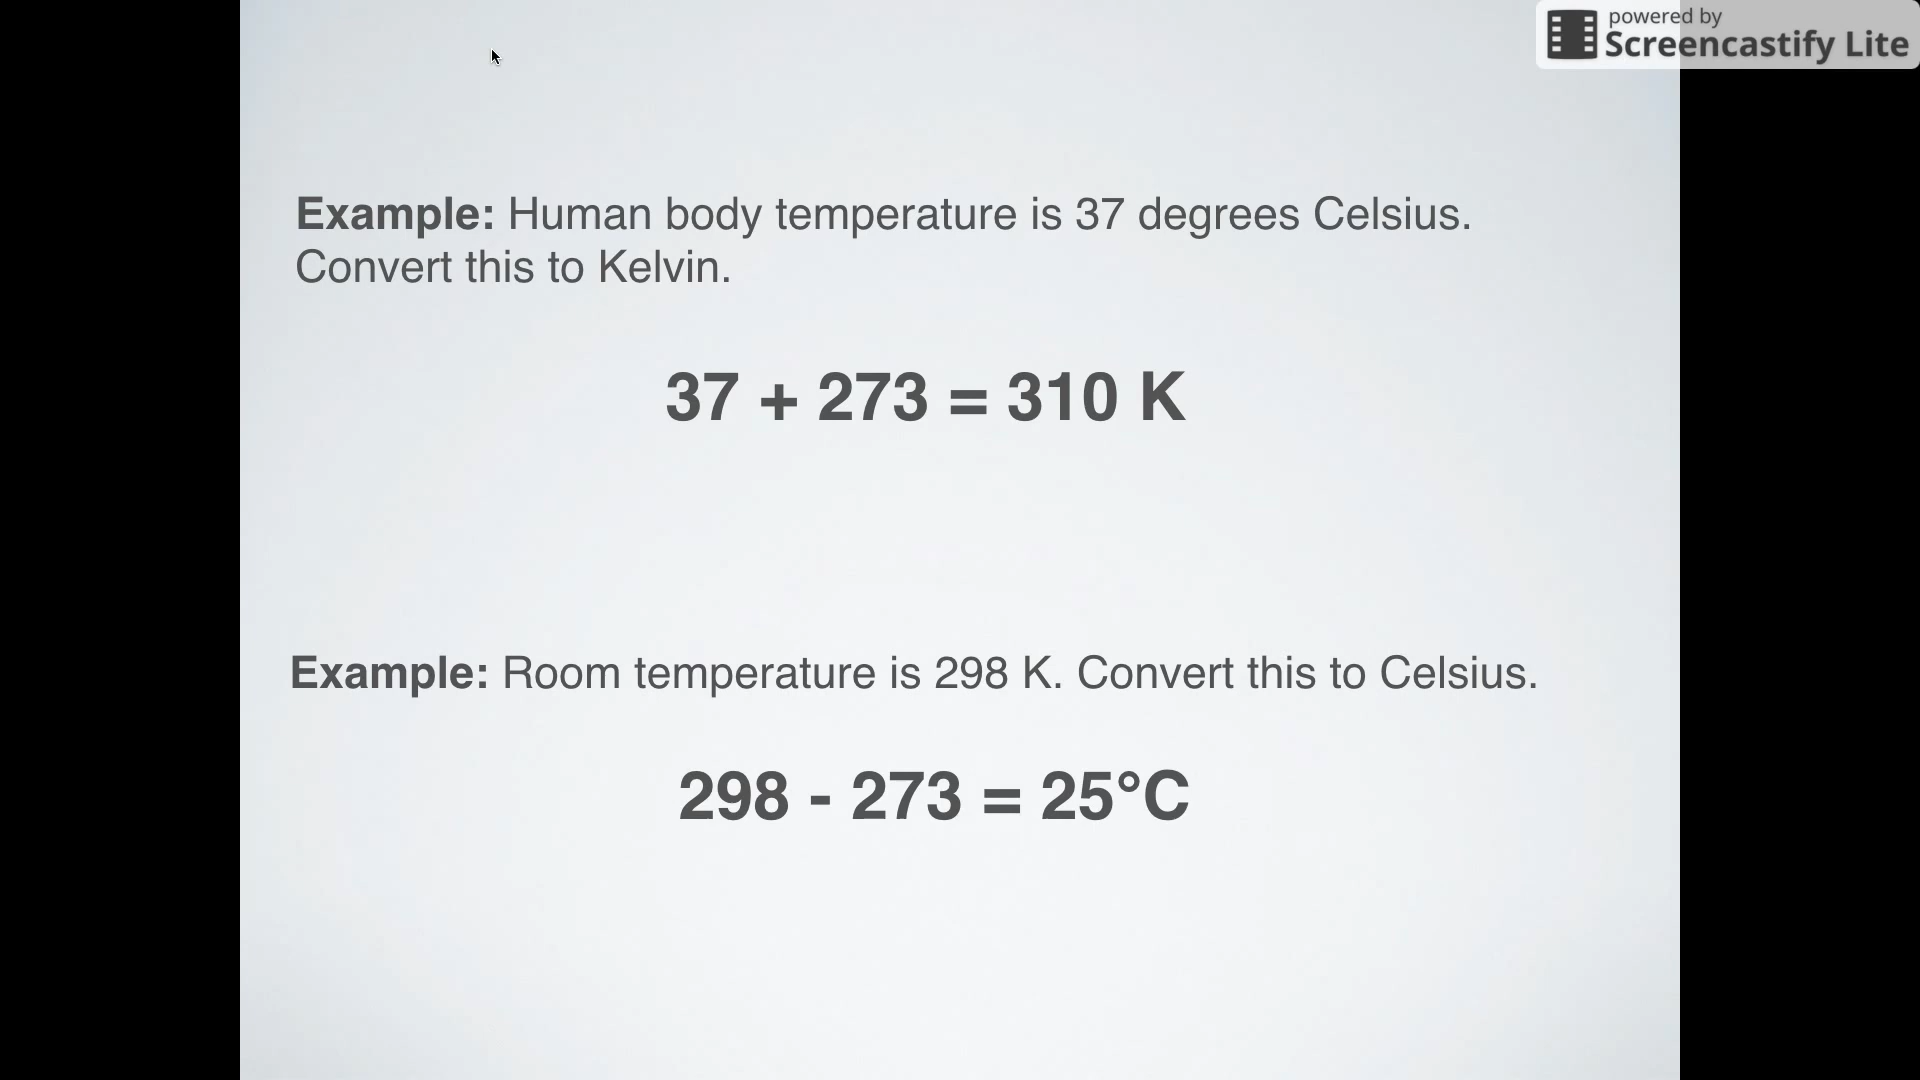 powered by
Screencastify Lite
Example: Human body temperature is 37 degrees Celsius.
Convert this to Kelvin.
37 + 273 = 310 K
Example: Room temperature is 298 K. Convert this to Celsius.
298 - 273 = 25°C